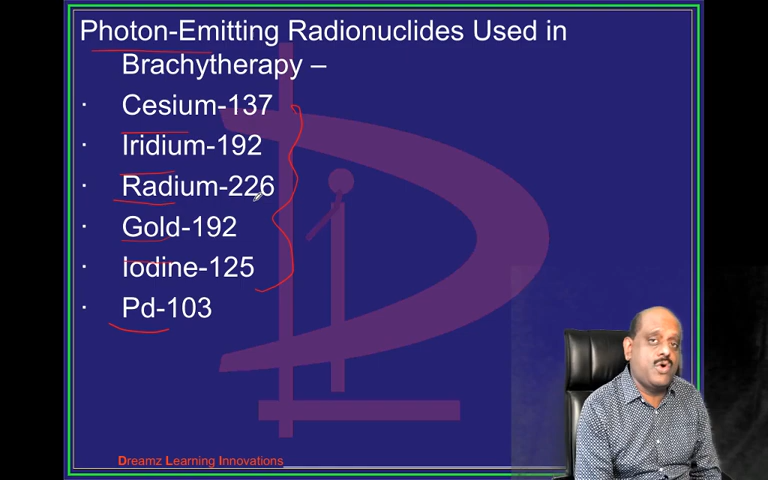 Photon-Emitting Radionuclides Used in
Brachytherapy –
· Cesium-137
· Iridium-192
· Radium-226
· Gold-192
· Iodine-125
· Pd-103
Dreamz Learning Innovations